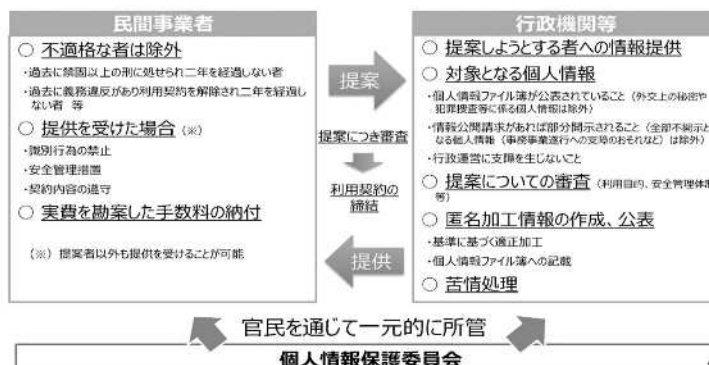 民間事業者
○ 不適格な者は除外
・過去に禁固以上の刑に処せられ二年を経過しない者
・過去に義務違反があり利用契約を解除され二年を経過し
ない者 等
○ 提供を受けた場合（※）
・識別行為の禁止
・安全管理措置
・契約内容の遵守
○ 実費を勘案した手数料の納付
（※）提案者以外も提供を受けることが可能
提案
提案につき審査
利用契約の
締結
提供
行政機関等
○ 提案しようとする者への情報提供
○ 対象となる個人情報
・個人情報ファイル簿が公表されていること（外交上の秘密や
犯罪捜査等に係る個人情報は除外）
・情報公開請求があれば部分開示されること（全部不開示と
なる個人情報（事務事業遂行への支障のおそれなど）は除外）
・行政運営に支障を生じないこと
○ 提案についての審査（利用目的、安全管理体制
等）
○ 匿名加工情報の作成、公表
・基準に基づく適正加工
・個人情報ファイル簿への記載
○ 苦情処理
官民を通じて一元的に所管
個人情報保護委員会